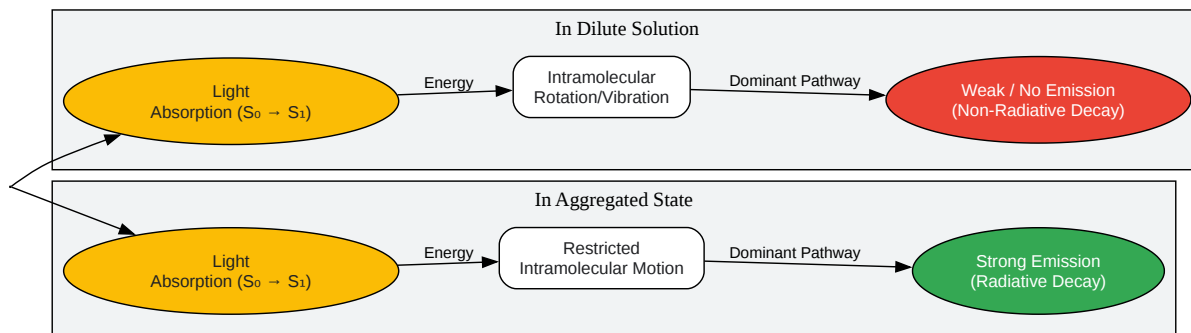 In Dilute Solution
Light
Absorption (S₀ → S₁)
Energy
Intramolecular
Rotation/Vibration
Dominant Pathway
Weak / No Emission
(Non-Radiative Decay)
In Aggregated State
Light
Absorption (S₀ → S₁)
Energy
Restricted
Intramolecular Motion
Dominant Pathway
Strong Emission
(Radiative Decay)